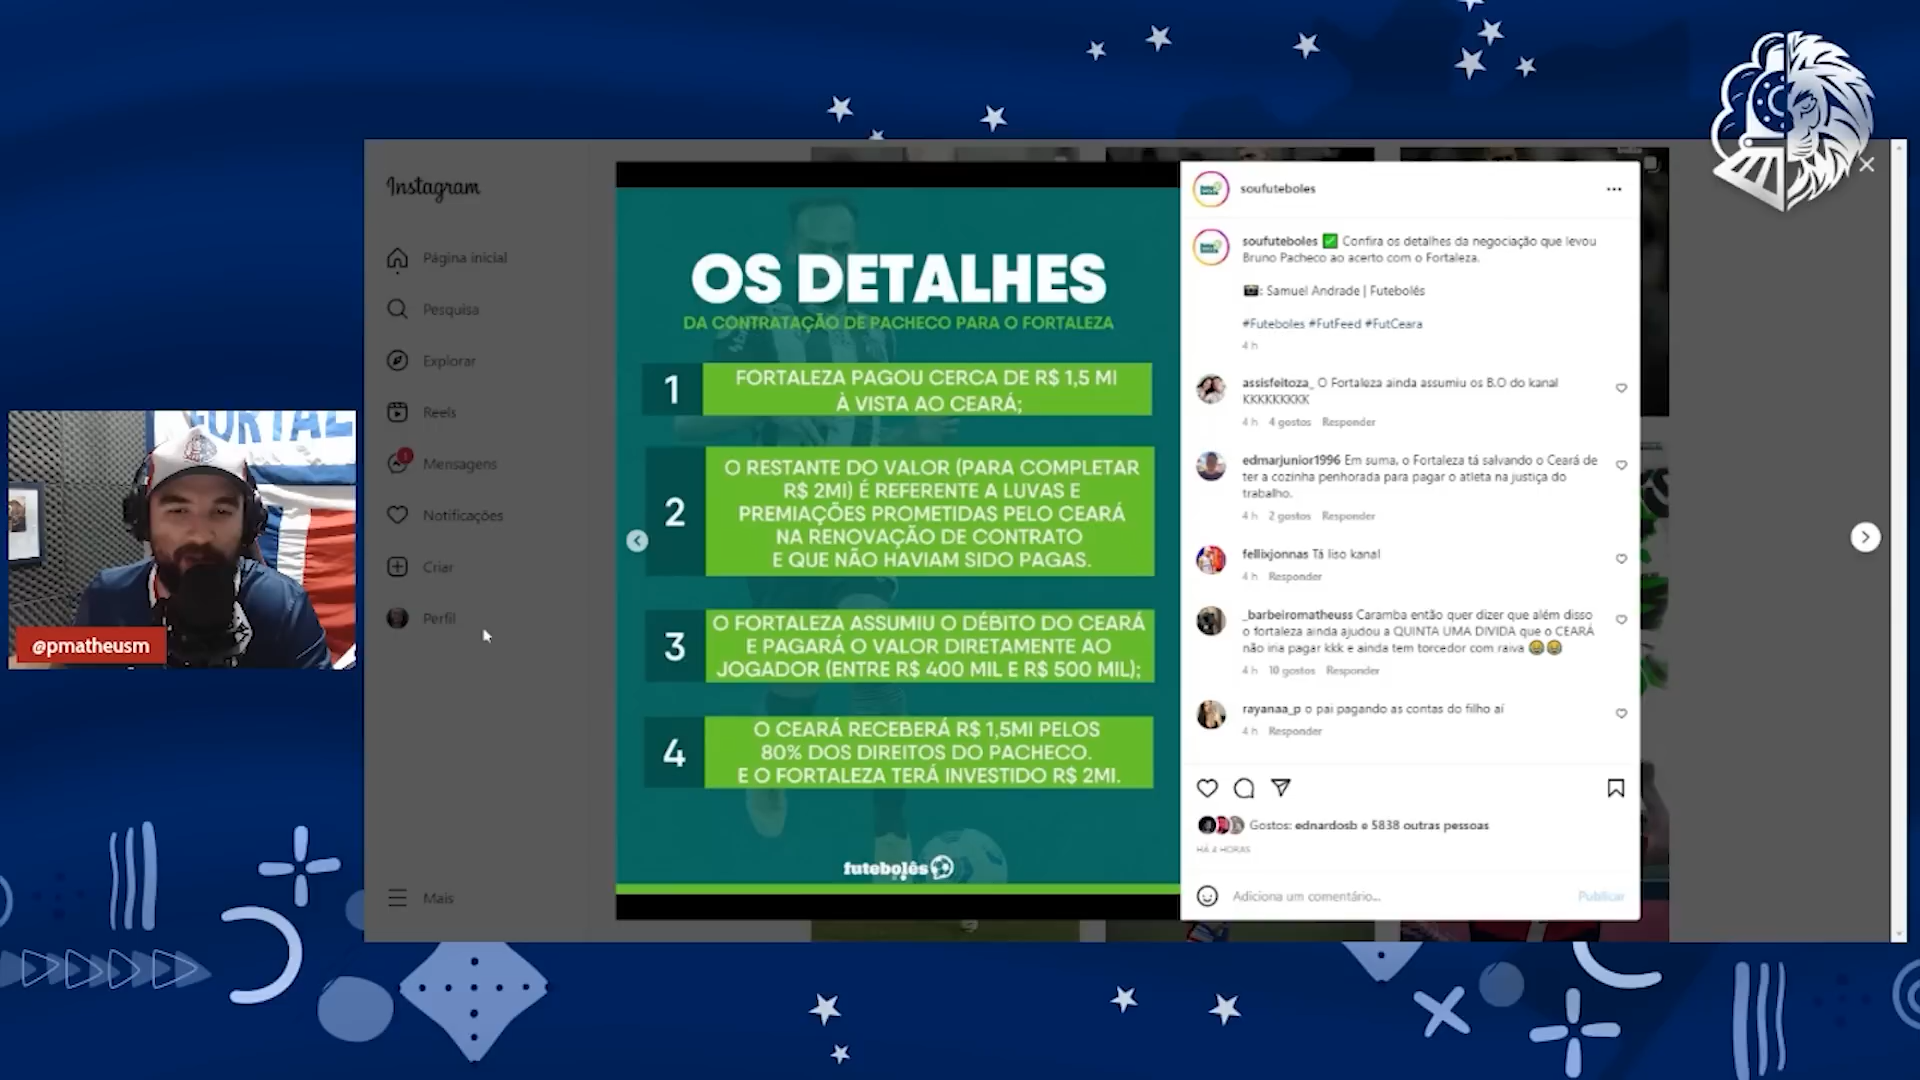 Instagram
Página inicial
Pesquisa
Explorar
Reels
1
Mensagens
Notificações
Criar
Perfil
Mais
FORTAL
@pmatheusm
OS DETALHES
DA CONTRATAÇÃO DE PACHECO PARA O FORTALEZA
1
FORTALEZA PAGOU CERCA DE R$ 1,5 MI
À VISTA AO CEARÁ;
2
O RESTANTE DO VALOR (PARA COMPLETAR
R$ 2MI) É REFERENTE A LUVAS E
PREMIAÇÕES PROMETIDAS PELO CEARÁ
NA RENOVAÇÃO DE CONTRATO
E QUE NÃO HAVIAM SIDO PAGAS.
3
O FORTALEZA ASSUMIU O DÉBITO DO CEARÁ
E PAGARÁ O VALOR DIRETAMENTE AO
JOGADOR (ENTRE R$ 400 MIL E R$ 500 MIL);
4
O CEARÁ RECEBERÁ R$ 1,5MI PELOS
80% DOS DIREITOS DO PACHECO.
E O FORTALEZA TERÁ INVESTIDO R$ 2MI.
futebolês
soufuteboles
soufuteboles ✅ Confira os detalhes da negociação que levou
Bruno Pacheco ao acerto com o Fortaleza.
📷: Samuel Andrade | Futebolês
#Futeboles #FutFeed #FutCeara
4 h
assisfeitoza_ O Fortaleza ainda assumiu os B.O do kanal
KKKKKKKKK
4 h 4 gostos Responder
edmarjunior1996 Em suma, o Fortaleza tá salvando o Ceará de
ter a cozinha penhorada para pagar o atleta na justiça do
trabalho.
4 h 2 gostos Responder
fellixjonnas Tá liso kanal
4 h Responder
_barbeiromatheuss Caramba então quer dizer que além disso
o fortaleza ainda ajudou a QUINTA UMA DIVIDA que o CEARÁ
não iria pagar kkk e ainda tem torcedor com raiva 😂😂
4 h 10 gostos Responder
rayanaa_p o pai pagando as contas do filho aí
4 h Responder
Gostos: ednardosb e 5838 outras pessoas
HÁ 4 HORAS
Adiciona um comentário...
Publicar